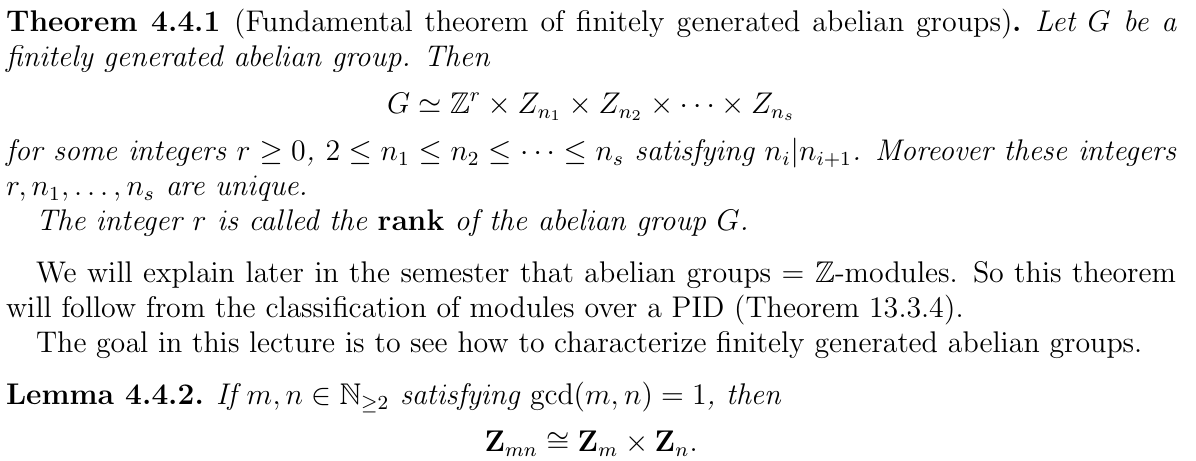 Theorem 4.4.1 (Fundamental theorem of finitely generated abelian groups). Let G be a
finitely generated abelian group. Then
G ≃ ℤ^r × Z_{n_1} × Z_{n_2} × ⋯ × Z_{n_s}
for some integers r ≥ 0, 2 ≤ n_1 ≤ n_2 ≤ ⋯ ≤ n_s satisfying n_i|n_{i+1}. Moreover these integers
r, n_1, . . . , n_s are unique.
The integer r is called the rank of the abelian group G.
We will explain later in the semester that abelian groups = ℤ-modules. So this theorem
will follow from the classification of modules over a PID (Theorem 13.3.4).
The goal in this lecture is to see how to characterize finitely generated abelian groups.
Lemma 4.4.2. If m, n ∈ ℕ_{≥2} satisfying gcd(m, n) = 1, then
Z_{mn} ≅ Z_m × Z_n.